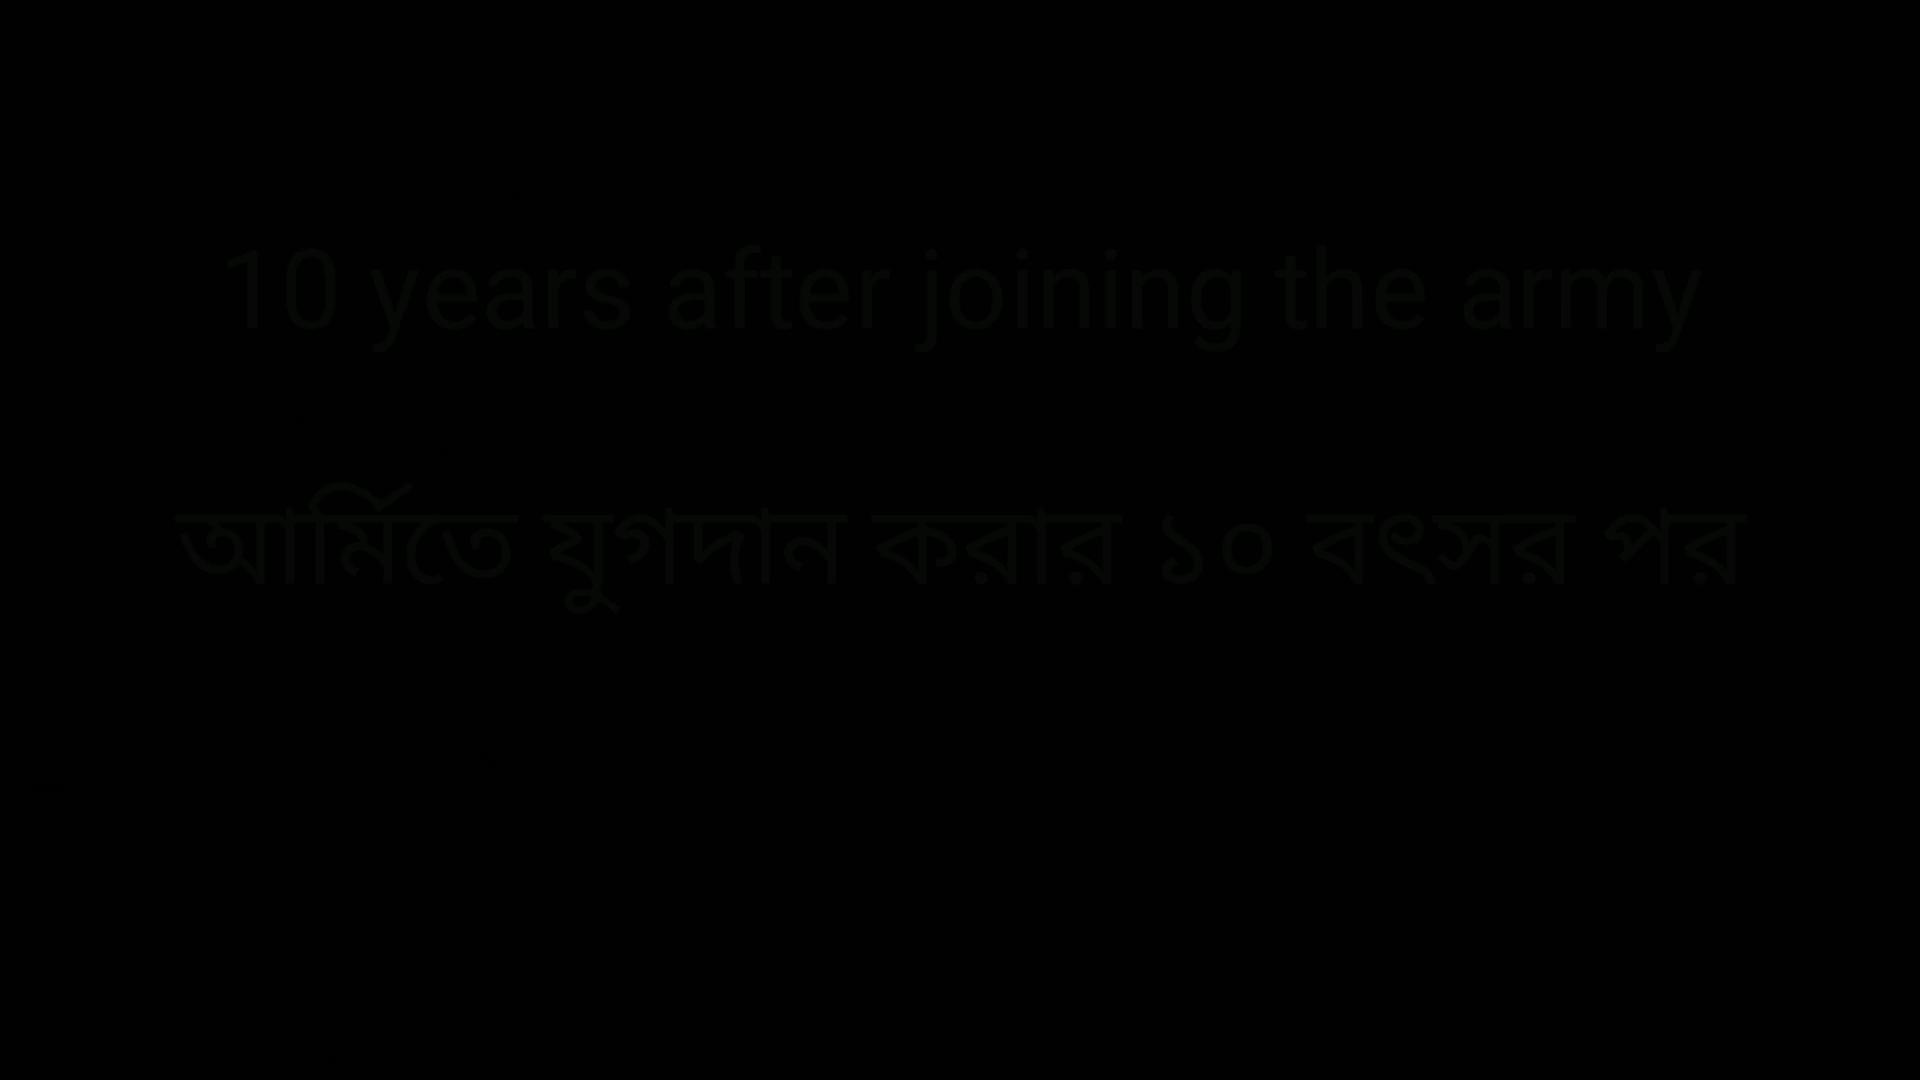 10 years after joining the army
আর্মিতে যুগদান করার ১০ বৎসর পর